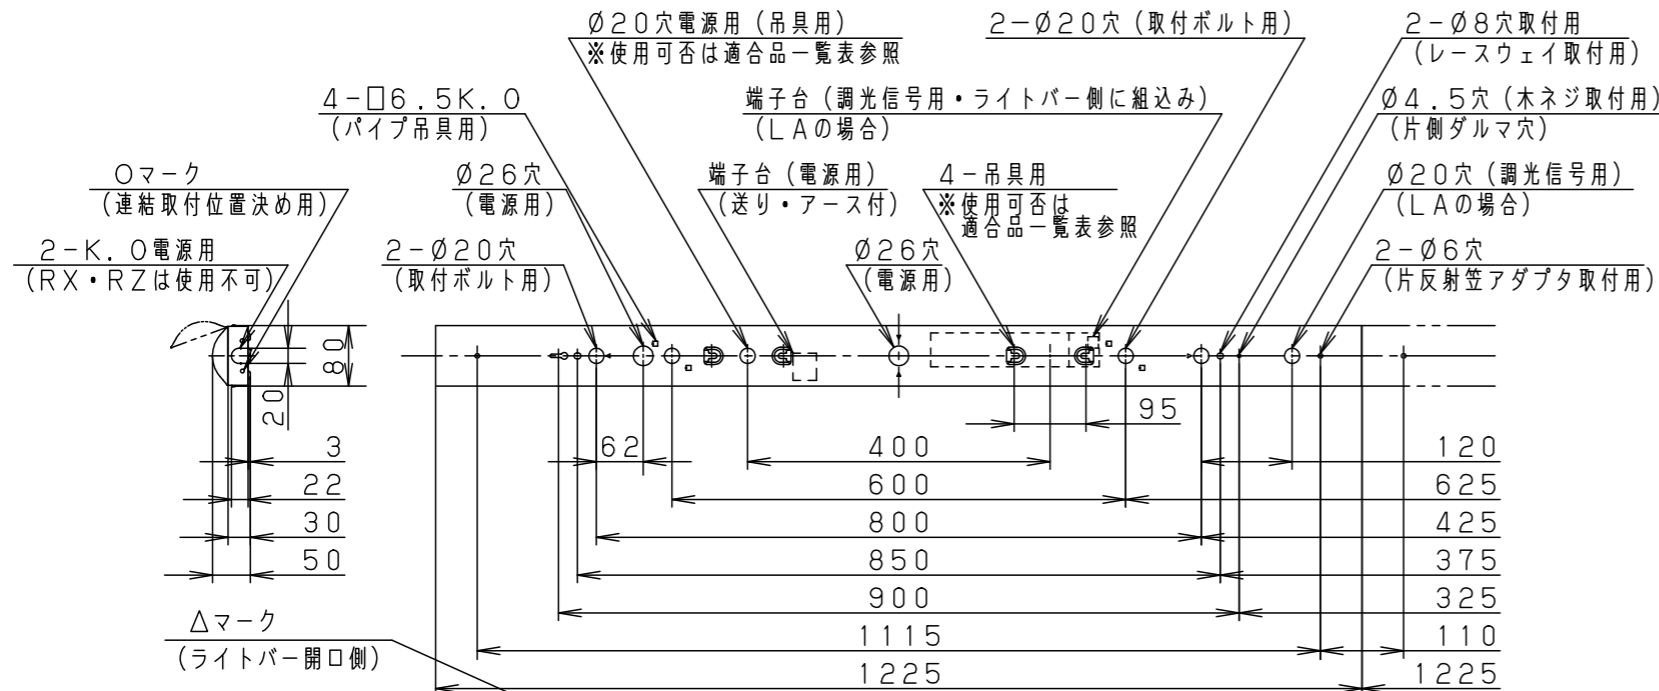 Ø20穴電源用（吊具用）
※使用可否は適合品一覧表参照
2-Ø20穴（取付ボルト用）
2-Ø8穴取付用
（レースウェイ取付用）
4-□6.5K.O
（パイプ吊具用）
端子台（調光信号用・ライトバー側に組込み）
（LAの場合）
Ø4.5穴（木ネジ取付用）
（片側ダルマ穴）
Oマーク
（連結取付位置決め用）
Ø26穴
（電源用）
端子台（電源用）
（送り・アース付）
4-吊具用
※使用可否は
適合品一覧表参照
Ø20穴（調光信号用）
（LAの場合）
2-K.O電源用
（RX・RZは使用不可）
2-Ø20穴
（取付ボルト用）
Ø26穴
（電源用）
2-Ø6穴
（片反射笠アダプタ取付用）
80
20
95
3
62
400
120
22
600
625
30
800
425
50
850
375
900
325
△マーク
（ライトバー開口側）
1115
110
1225
1225